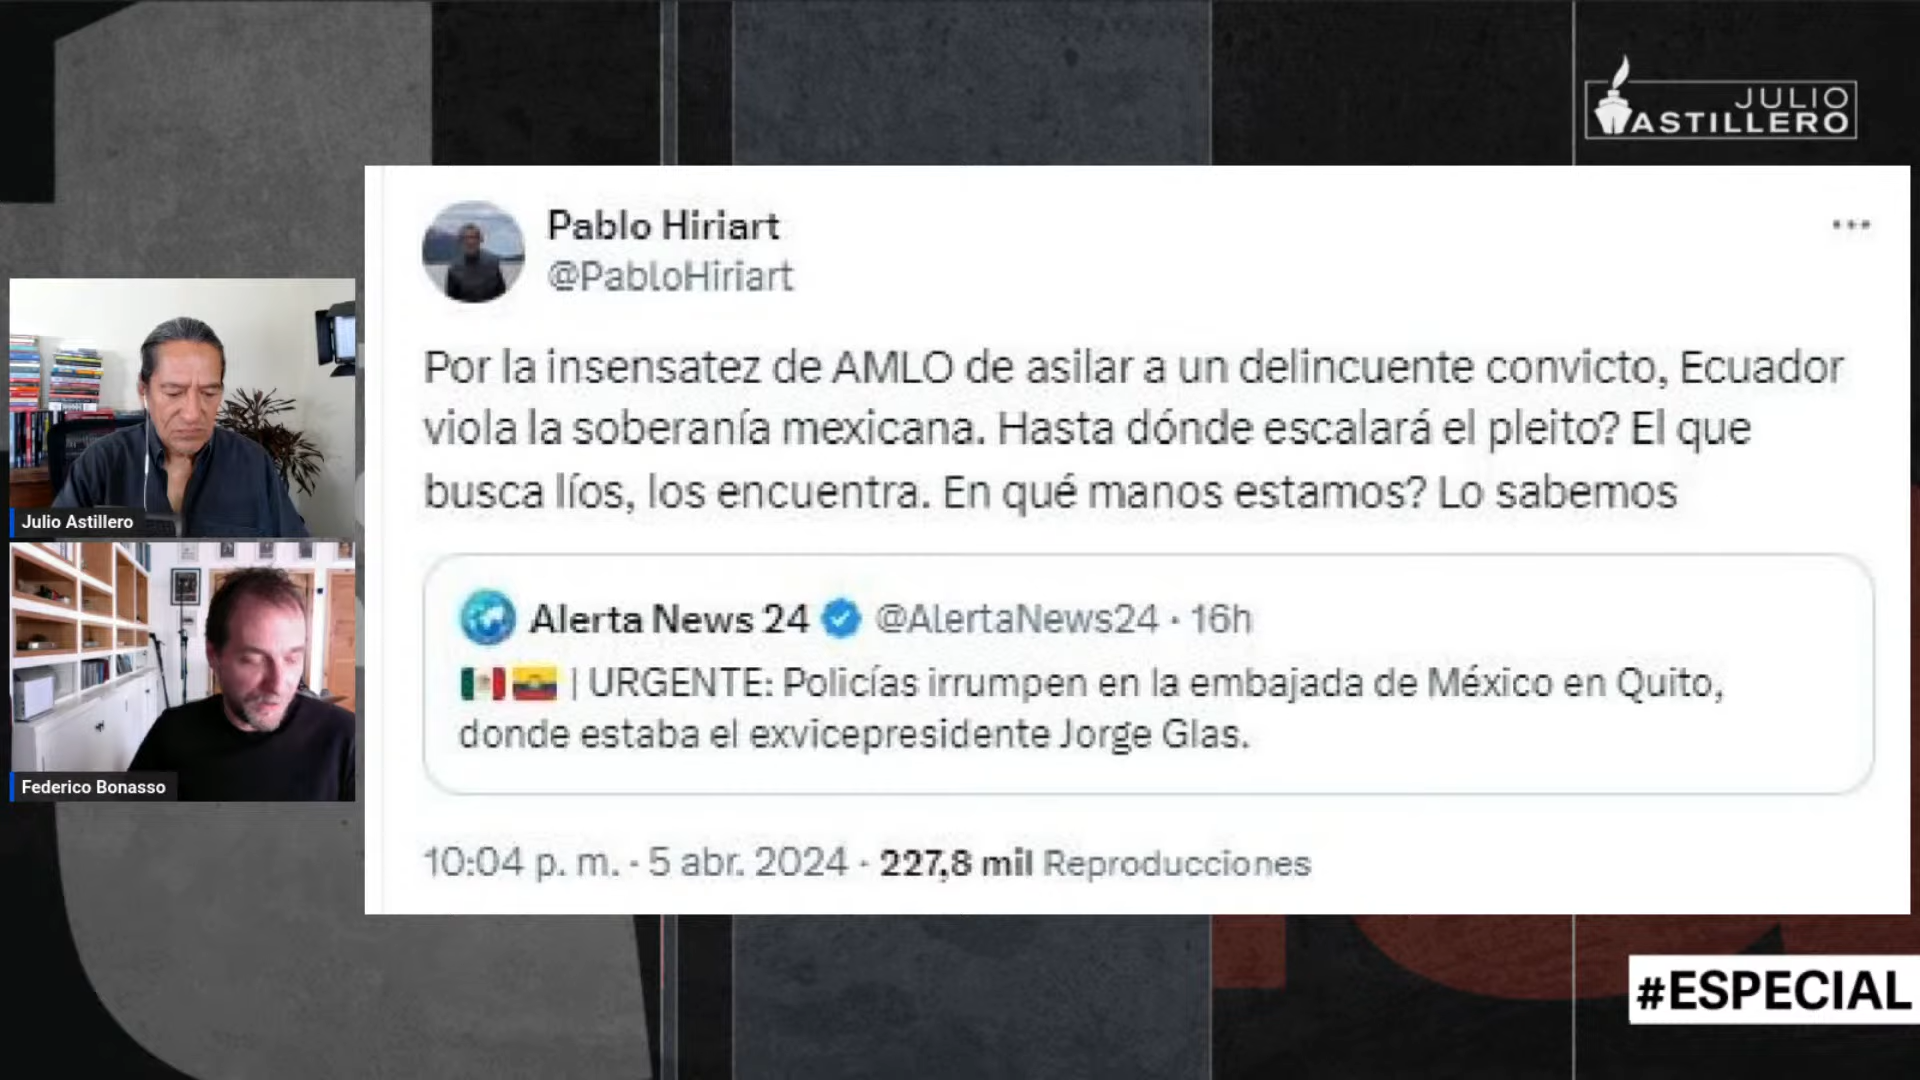 JULIO
ASTILLERO
Pablo Hiriart
@PabloHiriart
Por la insensatez de AMLO de asilar a un delincuente convicto, Ecuador
viola la soberanía mexicana. Hasta dónde escalará el pleito? El que
busca líos, los encuentra. En qué manos estamos? Lo sabemos
Alerta News 24 @AlertaNews24 · 16h
| URGENTE: Policías irrumpen en la embajada de México en Quito,
donde estaba el exvicepresidente Jorge Glas.
10:04 p. m. · 5 abr. 2024 · 227,8 mil Reproducciones
Julio Astillero
Federico Bonasso
#ESPECIAL